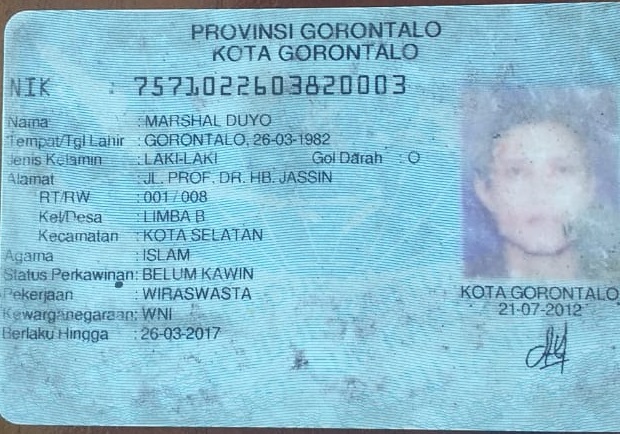 PROVINSI GORONTALO
KOTA GORONTALO
NIK : 7571022603820003
Nama : MARSHAL DUYO
Tempat/Tgl Lahir : GORONTALO, 26-03-1982
Jenis Kelamin : LAKI-LAKI Gol Darah : O
Alamat : JL. PROF. DR. HB. JASSIN
RT/RW : 001/008
Kel/Desa : LIMBA B
Kecamatan : KOTA SELATAN
Agama : ISLAM
Status Perkawinan : BELUM KAWIN
Pekerjaan : WIRASWASTA
Kewarganegaraan : WNI
Berlaku Hingga : 26-03-2017
KOTA GORONTALO
21-07-2012